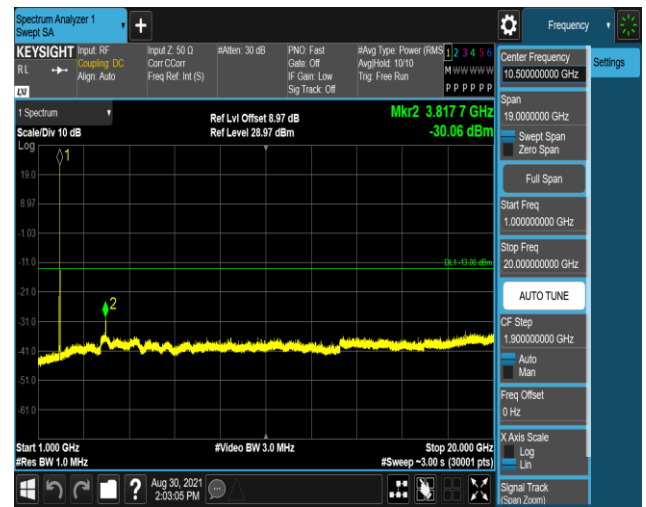 Spectrum Analyzer 1
Swept SA
Frequency
KEYSIGHT
RL
LXI
Input: RF
Coupling: DC
Align: Auto
Input Z: 50 Ω
Corr CCorr
Freq Ref: Int (S)
#Atten: 30 dB
PNO: Fast
Gate: Off
IF Gain: Low
Sig Track: Off
#Avg Type: Power (RMS
Avg|Hold: 10/10
Trig: Free Run
1 2 3 4 5 6
M W W W W W
P P P P P P
1 Spectrum
Scale/Div 10 dB
Log
Ref Lvl Offset 8.97 dB
Ref Level 28.97 dBm
Mkr2 3.817 7 GHz
-30.06 dBm
1
19.0
8.97
-1.03
-11.0
DL1 -13.00 dBm
-21.0
2
-31.0
-41.0
-51.0
-61.0
Start 1.000 GHz
#Res BW 1.0 MHz
#Video BW 3.0 MHz
Stop 20.000 GHz
#Sweep ~3.00 s (30001 pts)
?
Aug 30, 2021
2:03:05 PM
Center Frequency
10.500000000 GHz
Settings
Span
19.0000000 GHz
Swept Span
Zero Span
Full Span
Start Freq
1.000000000 GHz
Stop Freq
20.000000000 GHz
AUTO TUNE
CF Step
1.900000000 GHz
Auto
Man
Freq Offset
0 Hz
X Axis Scale
Log
Lin
Signal Track
(Span Zoom)